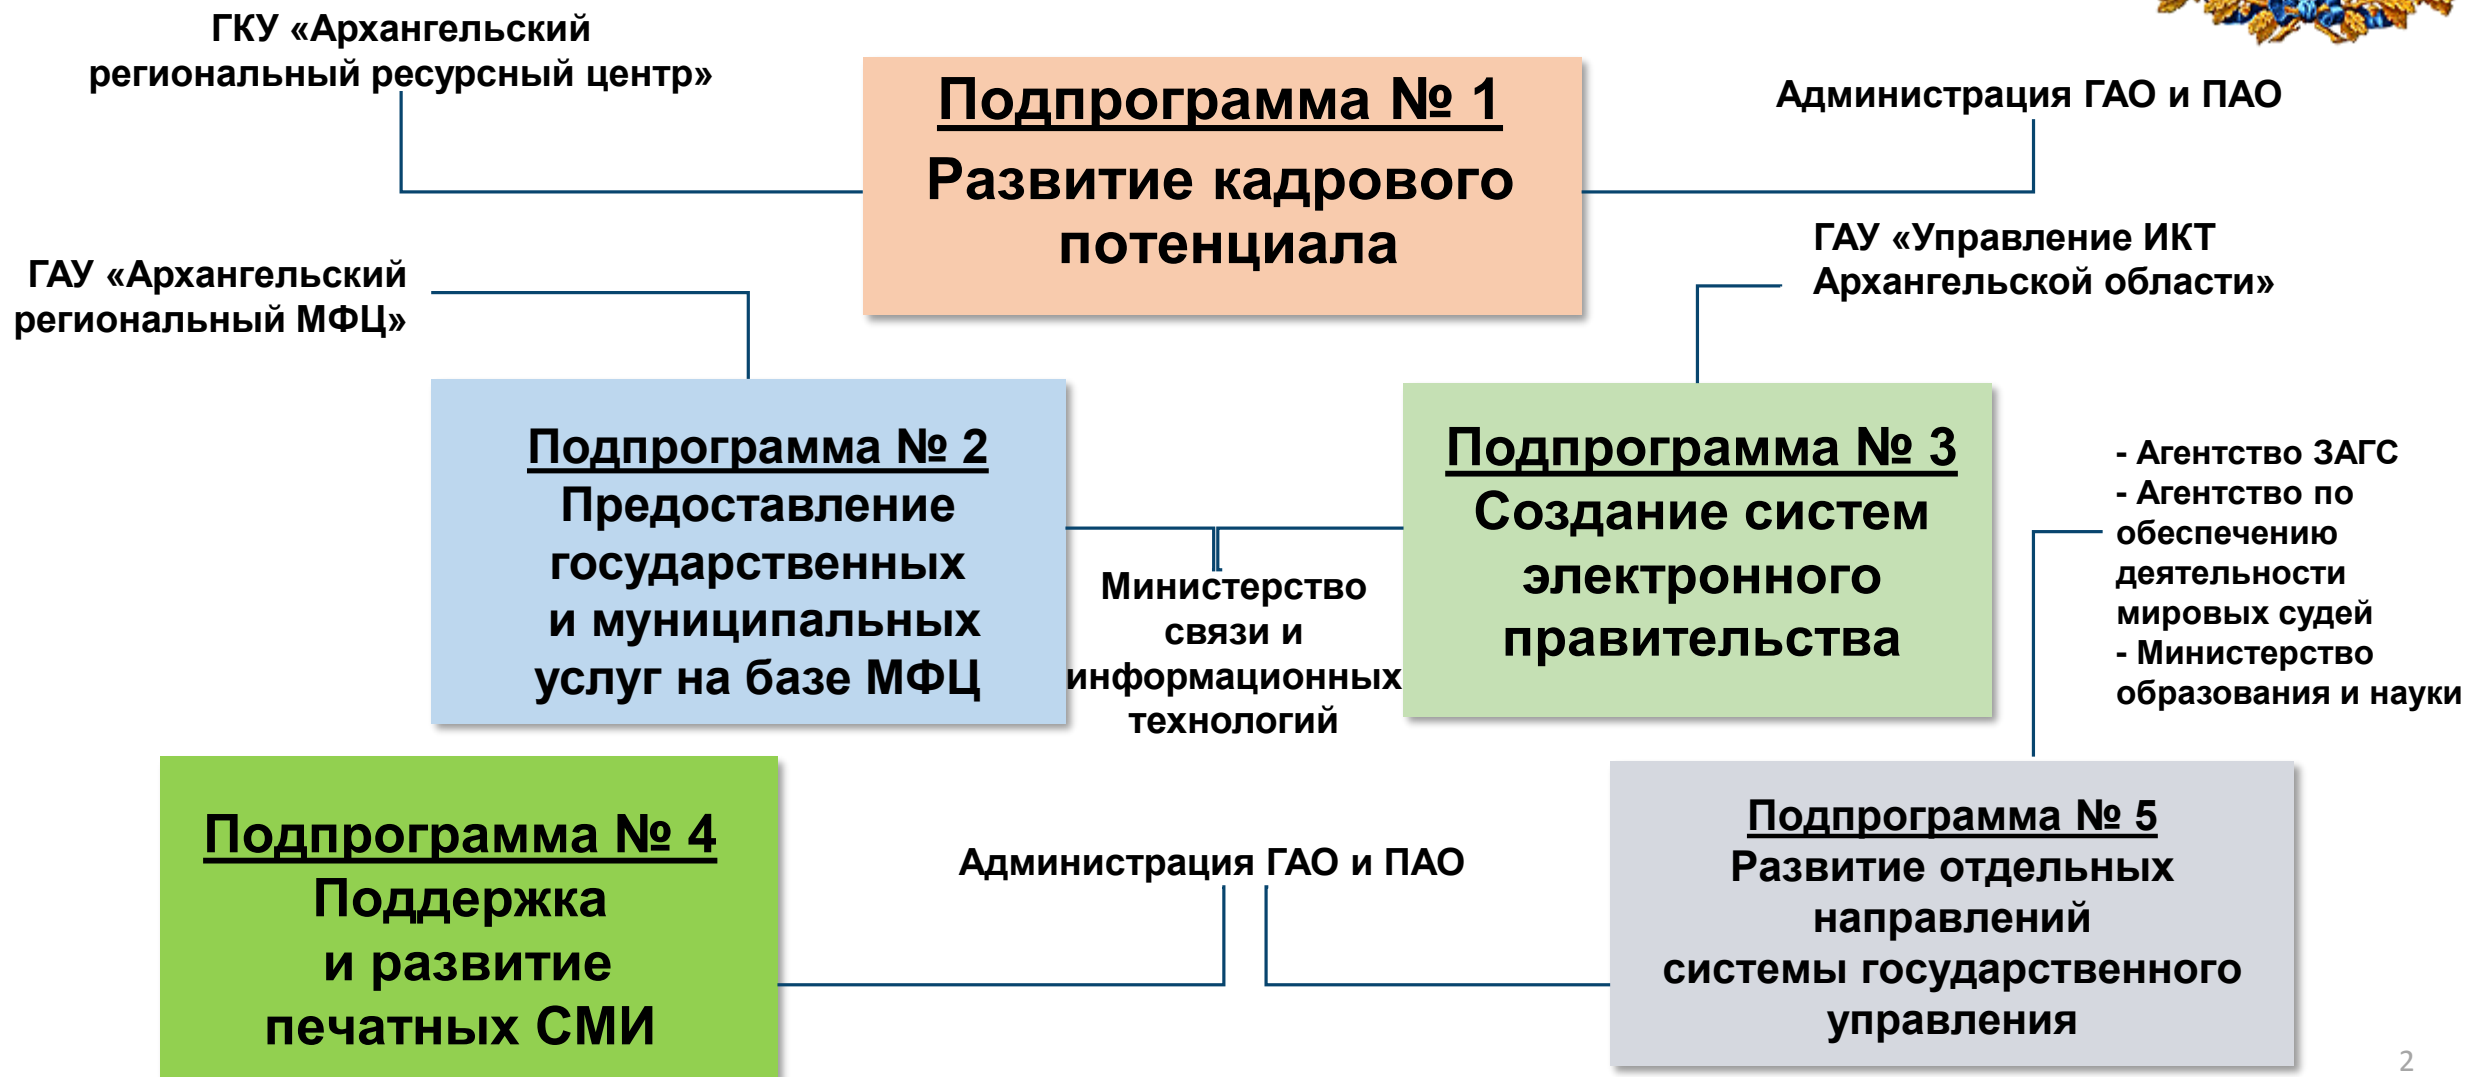 ГКУ «Архангельский
региональный ресурсный центр»
Подпрограмма № 1
Развитие кадрового
потенциала
Администрация ГАО и ПАО
ГАУ «Архангельский
региональный МФЦ»
ГАУ «Управление ИКТ
Архангельской области»
Подпрограмма № 2
Предоставление
государственных
и муниципальных
услуг на базе МФЦ
Министерство
связи и
информационных
технологий
Подпрограмма № 3
Создание систем
электронного
правительства
- Агентство ЗАГС
- Агентство по
обеспечению
деятельности
мировых судей
- Министерство
образования и науки
Подпрограмма № 4
Поддержка
и развитие
печатных СМИ
Администрация ГАО и ПАО
Подпрограмма № 5
Развитие отдельных
направлений
системы государственного
управления
2